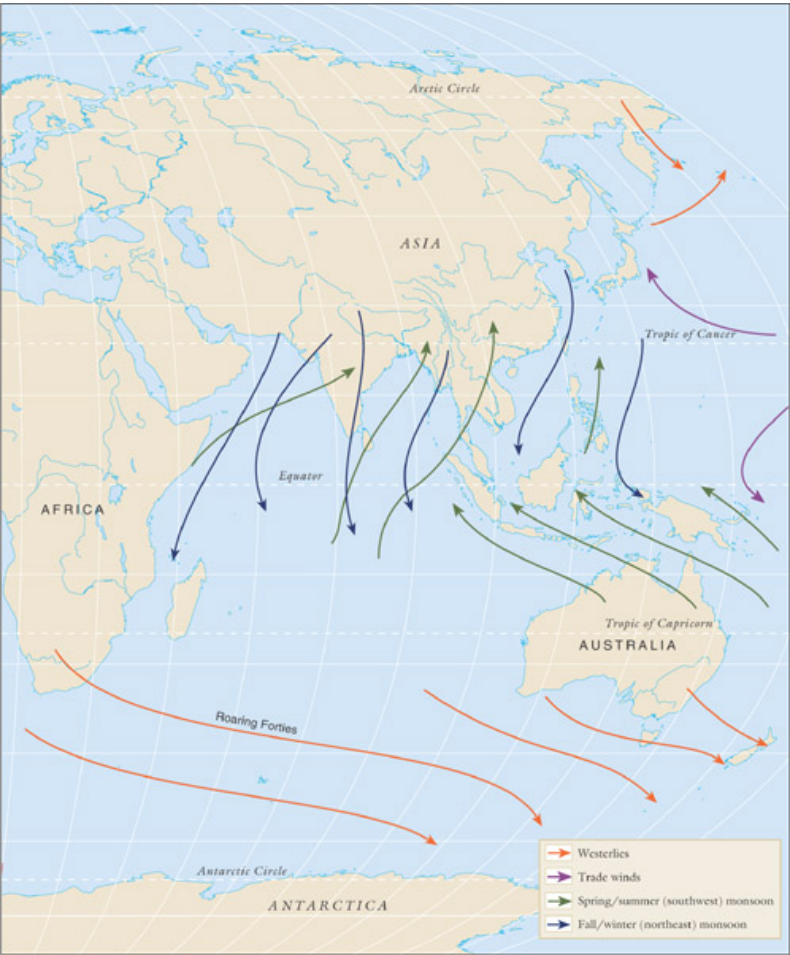 Arctic Circle
ASIA
Tropic of Cancer
Equator
AFRICA
Tropic of Capricorn
AUSTRALIA
Roaring Forties
Antarctic Circle
ANTARCTICA
Westerlies
Trade winds
Spring/summer (southwest) monsoon
Fall/winter (northeast) monsoon